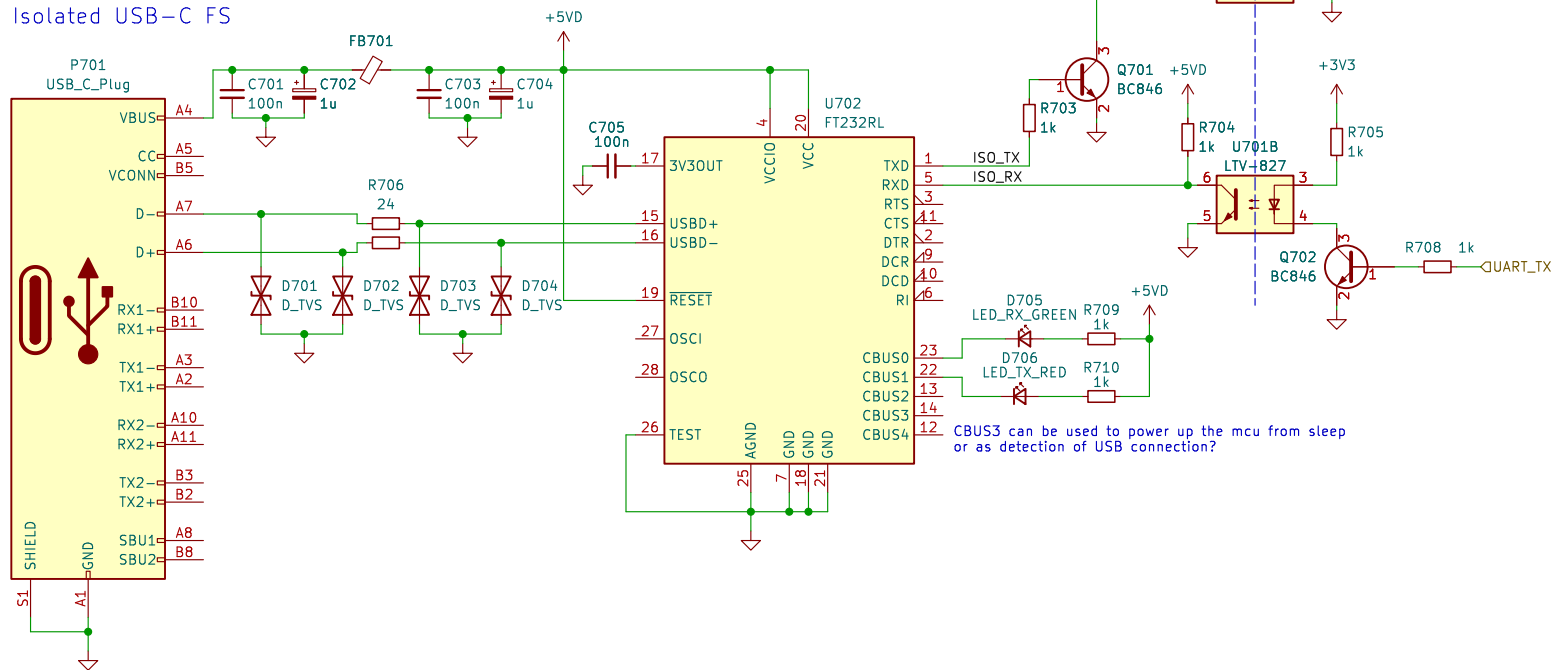 Isolated USB-C FS
P701
USB_C_Plug
VBUS
A4
CC
A5
VCONN
B5
D-
A7
D+
A6
RX1-
B10
RX1+
B11
TX1-
A3
TX1+
A2
RX2-
A10
RX2+
A11
TX2-
B3
TX2+
B2
SBU1
A8
SBU2
B8
SHIELD
GND
S1
A1
C701
100n
C702
1u
FB701
C703
100n
C704
1u
+5VD
C705
100n
R706
24
D701
D_TVS
D702
D_TVS
D703
D_TVS
D704
D_TVS
U702
FT232RL
4
VCCIO
20
VCC
17
3V3OUT
15
USBD+
16
USBD-
19
RESET
27
OSCI
28
OSCO
26
TEST
AGND
25
GND
7
GND
18
GND
21
TXD
1
RXD
5
RTS
3
CTS
11
DTR
2
DCR
9
DCD
10
RI
6
CBUS0
23
CBUS1
22
CBUS2
13
CBUS3
14
CBUS4
12
ISO_TX
ISO_RX
R703
1k
Q701
BC846
1
2
3
+5VD
R704
1k
U701B
LTV-827
6
5
3
4
+3V3
R705
1k
Q702
BC846
3
1
2
R708
1k
UART_TX
+5VD
D705
LED_RX_GREEN
R709
1k
D706
LED_TX_RED
R710
1k
CBUS3 can be used to power up the mcu from sleep
or as detection of USB connection?